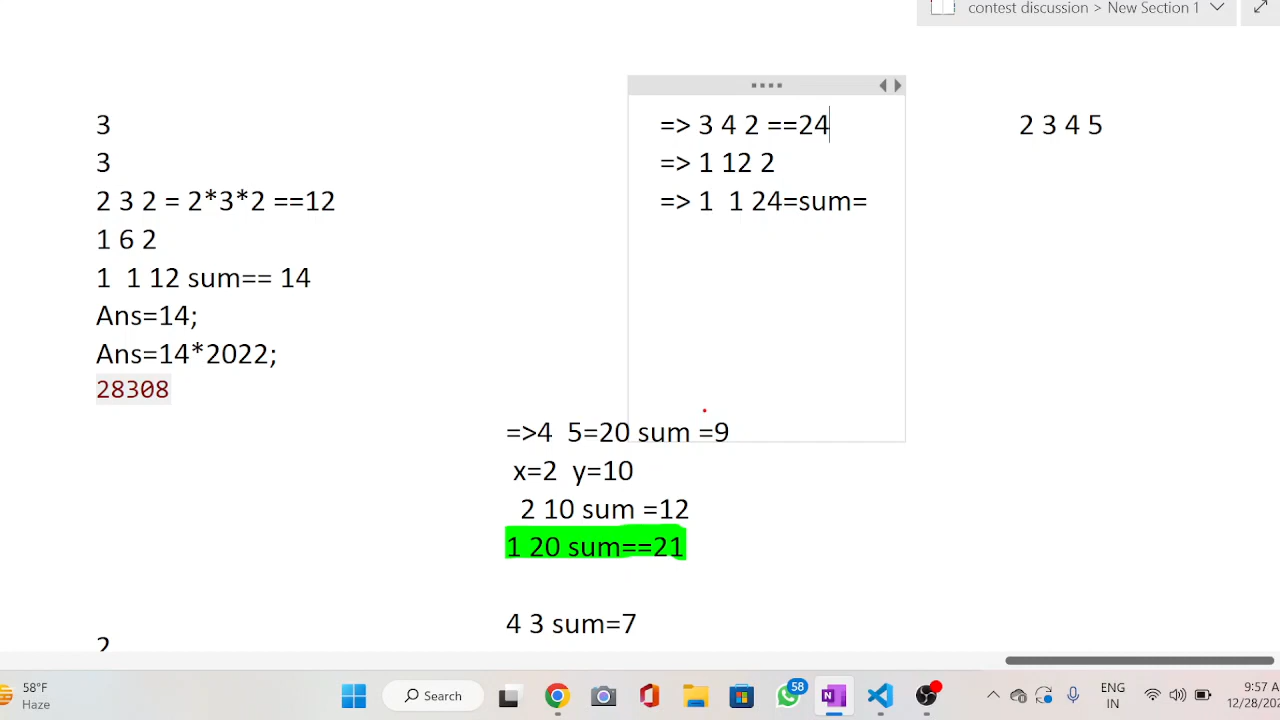 contest discussion > New Section 1
3
3
2 3 2 = 2*3*2 ==12
1 6 2
1 1 12 sum== 14
Ans=14;
Ans=14*2022;
28308
2
=> 3 4 2 ==24
=> 1 12 2
=> 1 1 24=sum=
2 3 4 5
=>4 5=20 sum =9
x=2 y=10
2 10 sum =12
1 20 sum==21
4 3 sum=7
58°F
Haze
Search
58
ENG
IN
9:57 A
12/28/20